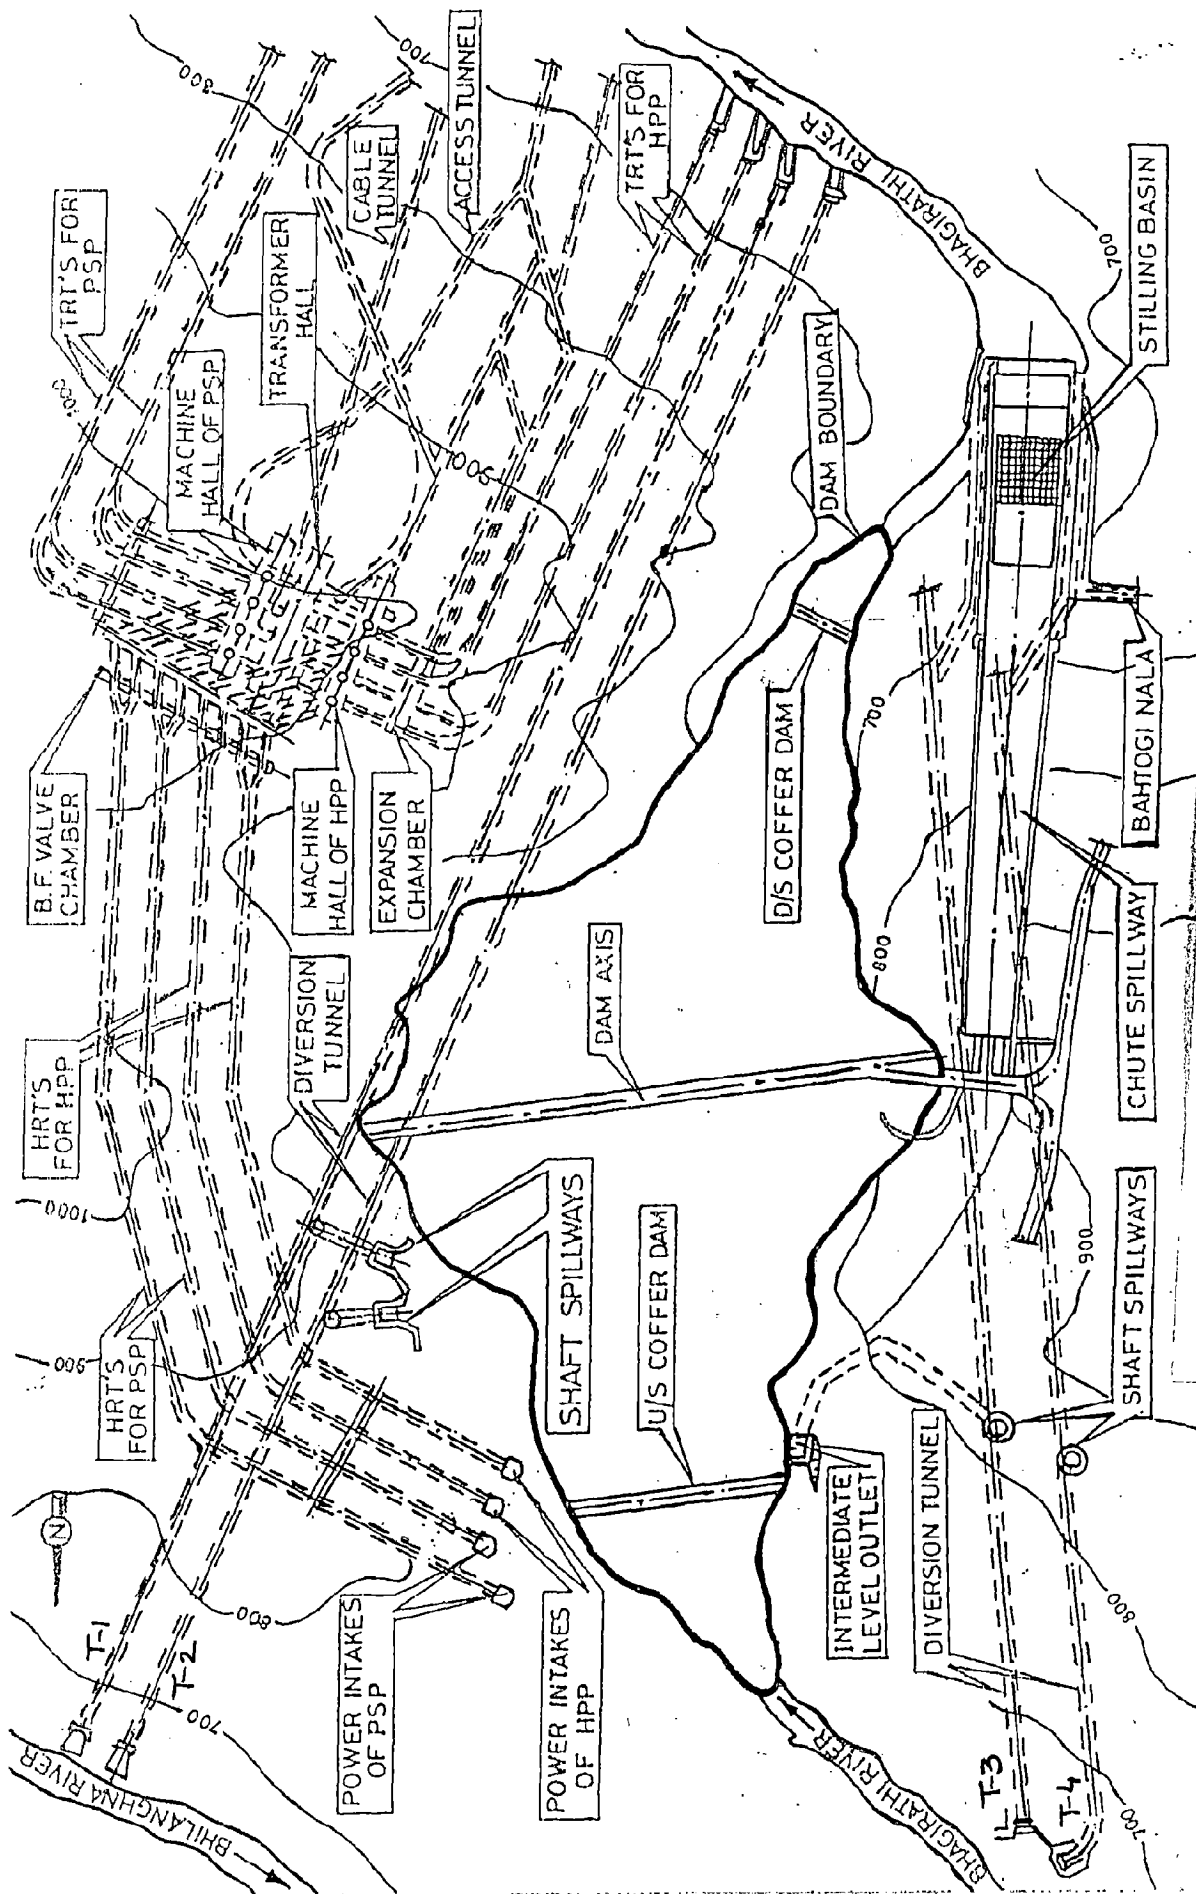 TRT'S FOR
PSP
MACHINE
HALL OF PSP
TRANSFORMER
HALL
CABLE
TUNNEL
ACCESS TUNNEL
TRT'S FOR
HPP
BHAGIRATHI RIVER
STILLING BASIN
DAM BOUNDARY
D/S COFFER DAM
BAHTOGI NALA
CHUTE SPILLWAY
B.F. VALVE
CHAMBER
MACHINE
HALL OF HPP
EXPANSION
CHAMBER
HRT'S
FOR HPP
DIVERSION
TUNNEL
DAM AXIS
HRT'S
FOR PSP
SHAFT SPILLWAYS
U/S COFFER DAM
SHAFT SPILLWAYS
POWER INTAKES
OF PSP
POWER INTAKES
OF HPP
INTERMEDIATE
LEVEL OUTLET
DIVERSION TUNNEL
BHILANGHNA RIVER
BHAGIRATHI RIVER
N
T-1
T-2
T-3
T-4
800
700
900
700
700
800
1000
900
900
800
800
700
700